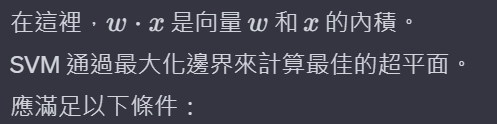 在這裡，w · x 是向量 w 和 x 的內積。
SVM 通過最大化邊界來計算最佳的超平面。
應滿足以下條件：